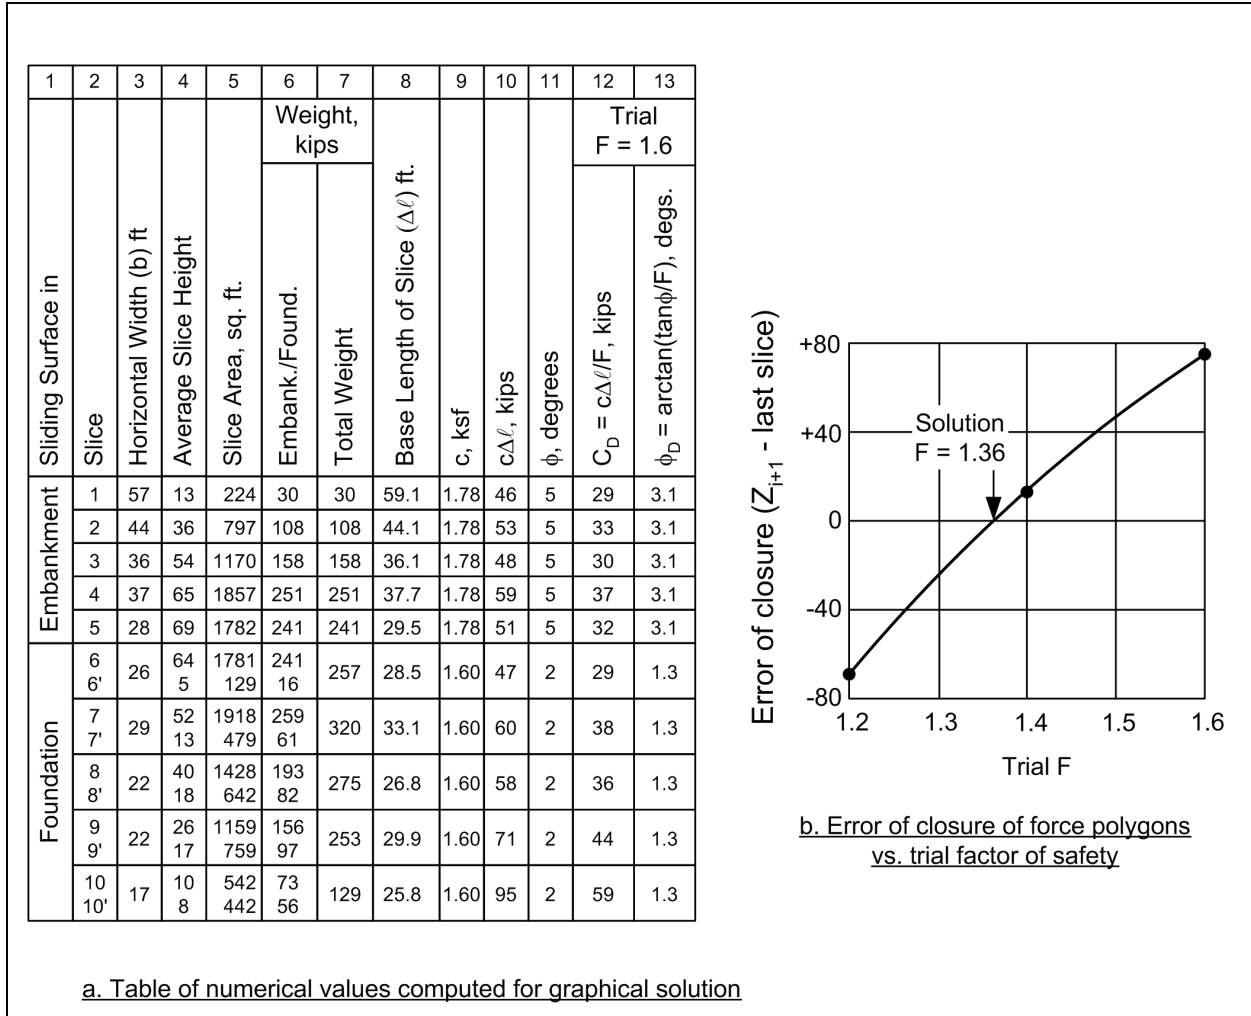 1 2 3 4 5 6 7 8 9 10 11 12 13
Sliding Surface in
Slice
Horizontal Width (b) ft
Average Slice Height
Slice Area, sq. ft.
Weight,
kips
Embank./Found.
Total Weight
Base Length of Slice (Δℓ) ft.
c, ksf
cΔℓ, kips
ϕ, degrees
Trial
F = 1.6
C_D = cΔℓ/F, kips
ϕ_D = arctan(tanϕ/F), degs.
Embankment
1 57 13 224 30 30 59.1 1.78 46 5 29 3.1
2 44 36 797 108 108 44.1 1.78 53 5 33 3.1
3 36 54 1170 158 158 36.1 1.78 48 5 30 3.1
4 37 65 1857 251 251 37.7 1.78 59 5 37 3.1
5 28 69 1782 241 241 29.5 1.78 51 5 32 3.1
Foundation
6 64 1781 241
26 257 28.5 1.60 47 2 29 1.3
6' 5 129 16
7 52 1918 259
29 320 33.1 1.60 60 2 38 1.3
7' 13 479 61
8 40 1428 193
22 275 26.8 1.60 58 2 36 1.3
8' 18 642 82
9 26 1159 156
22 253 29.9 1.60 71 2 44 1.3
9' 17 759 97
10 10 542 73
17 129 25.8 1.60 95 2 59 1.3
10' 8 442 56
a. Table of numerical values computed for graphical solution
Error of closure (Z_{i+1} - last slice)
+80
+40
0
-40
-80
Solution
F = 1.36
1.2 1.3 1.4 1.5 1.6
Trial F
b. Error of closure of force polygons
vs. trial factor of safety